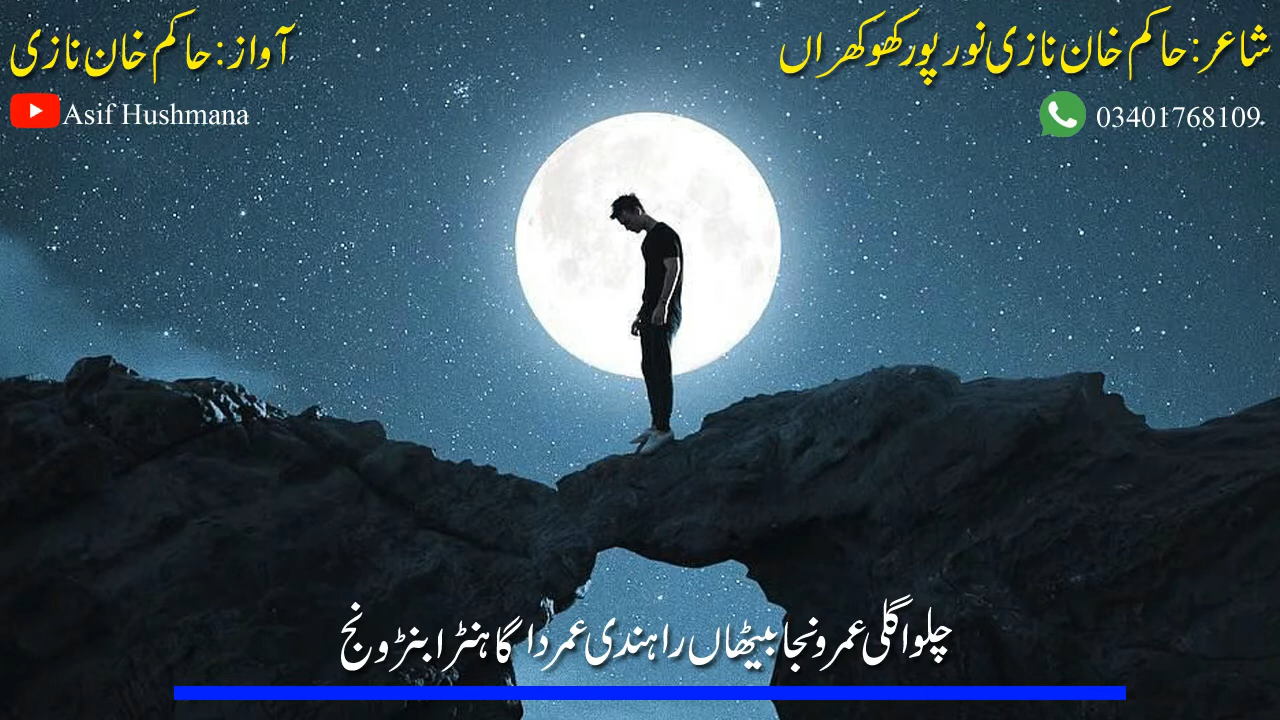 شاعر: حاکم خان نازی نور پور کھوکھراں
آواز: حاکم خان نازی
03401768109
Asif Hushmana
چلو اگلی عمر ونجا بیٹھاں راہندی عمر دا گاہنڑا بنڑ ونج